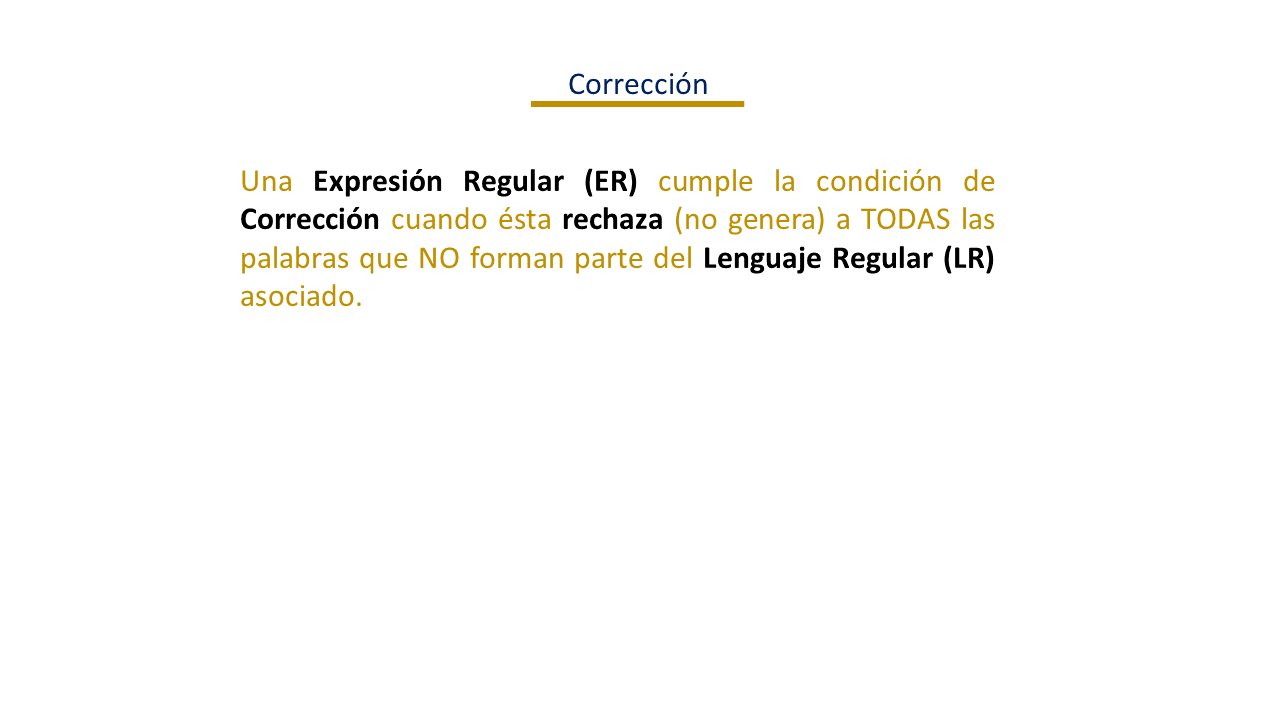 Corrección
Una Expresión Regular (ER) cumple la condición de
Corrección cuando ésta rechaza (no genera) a TODAS las
palabras que NO forman parte del Lenguaje Regular (LR)
asociado.